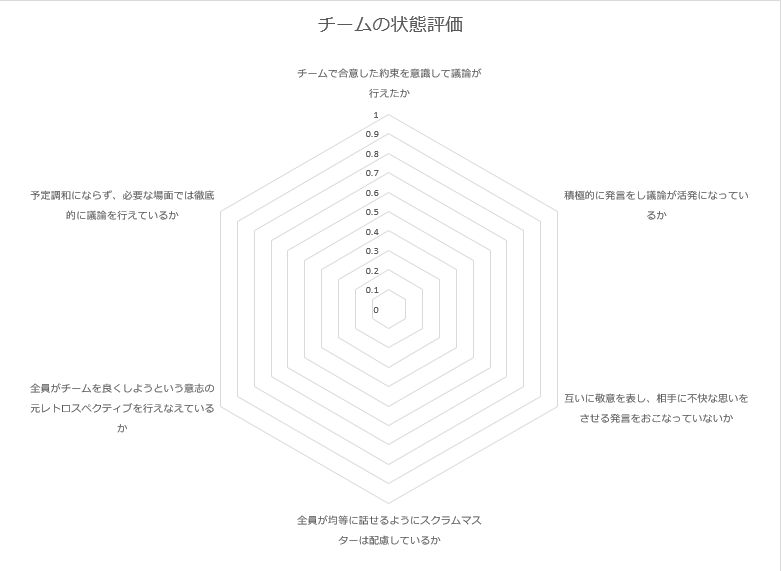 チームの状態評価
チームで合意した約束を意識して議論が
行えたか
1
0.9
0.8
0.7
0.6
0.5
0.4
0.3
0.2
0.1
0
積極的に発言をし議論が活発になってい
るか
互いに敬意を表し、相手に不快な思いを
させる発言をおこなっていないか
全員が均等に話せるようにスクラムマス
ターは配慮しているか
全員がチームを良くしようという意志の
元レトロスペクティブを行えなえている
か
予定調和にならず、必要な場面では徹底
的に議論を行えているか